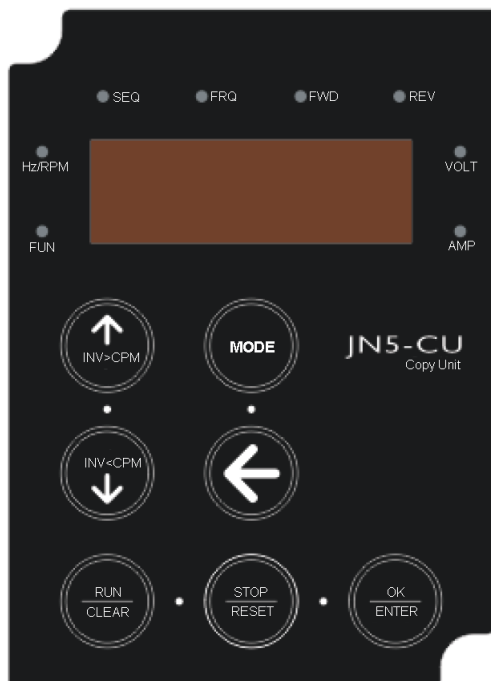 SEQ FRQ FWD REV
Hz/RPM VOLT
FUN AMP
INV>CPM MODE JN5-CU
Copy Unit
INV<CPM
RUN STOP OK
CLEAR RESET ENTER